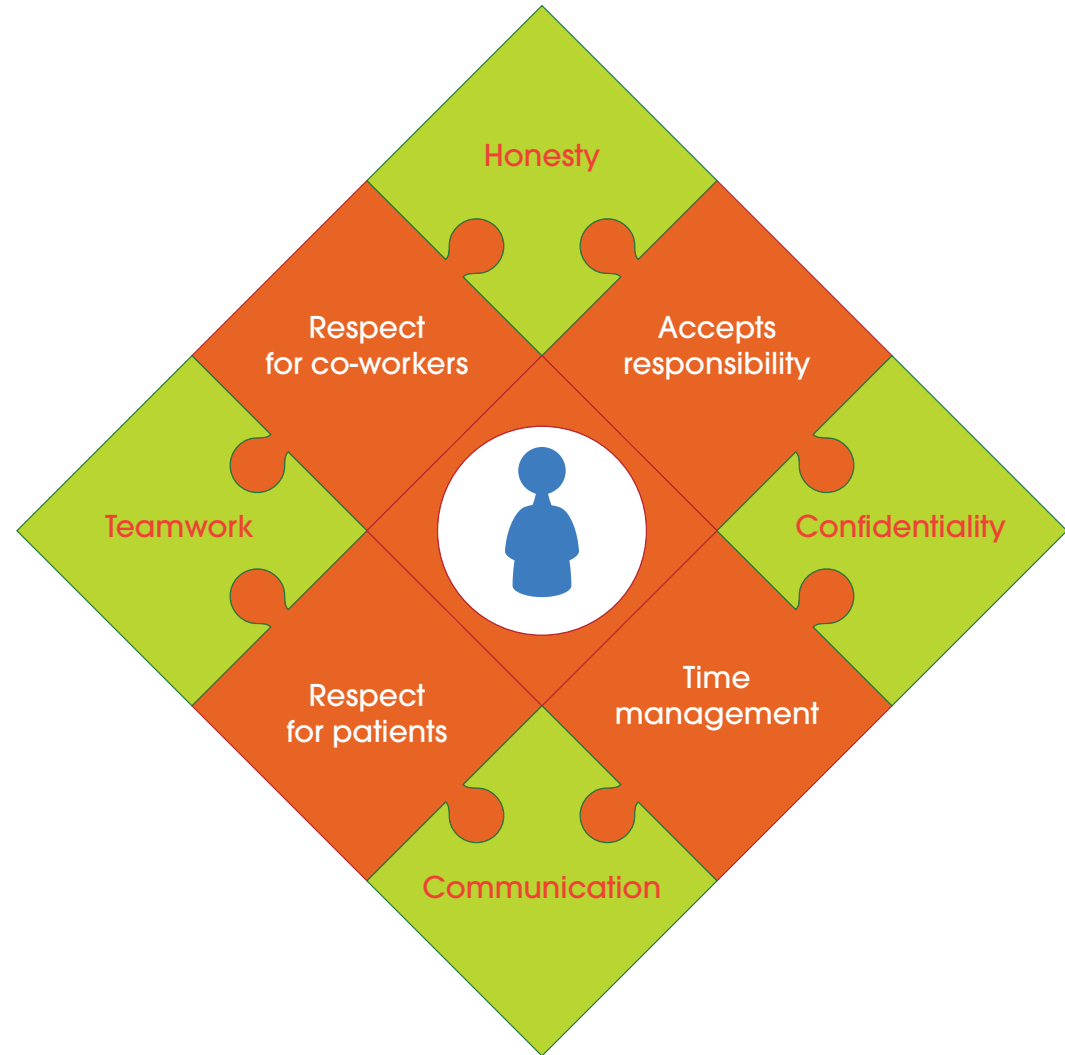 Honesty
Respect
for co-workers
Accepts
responsibility
Teamwork
Confidentiality
Respect
for patients
Time
management
Communication